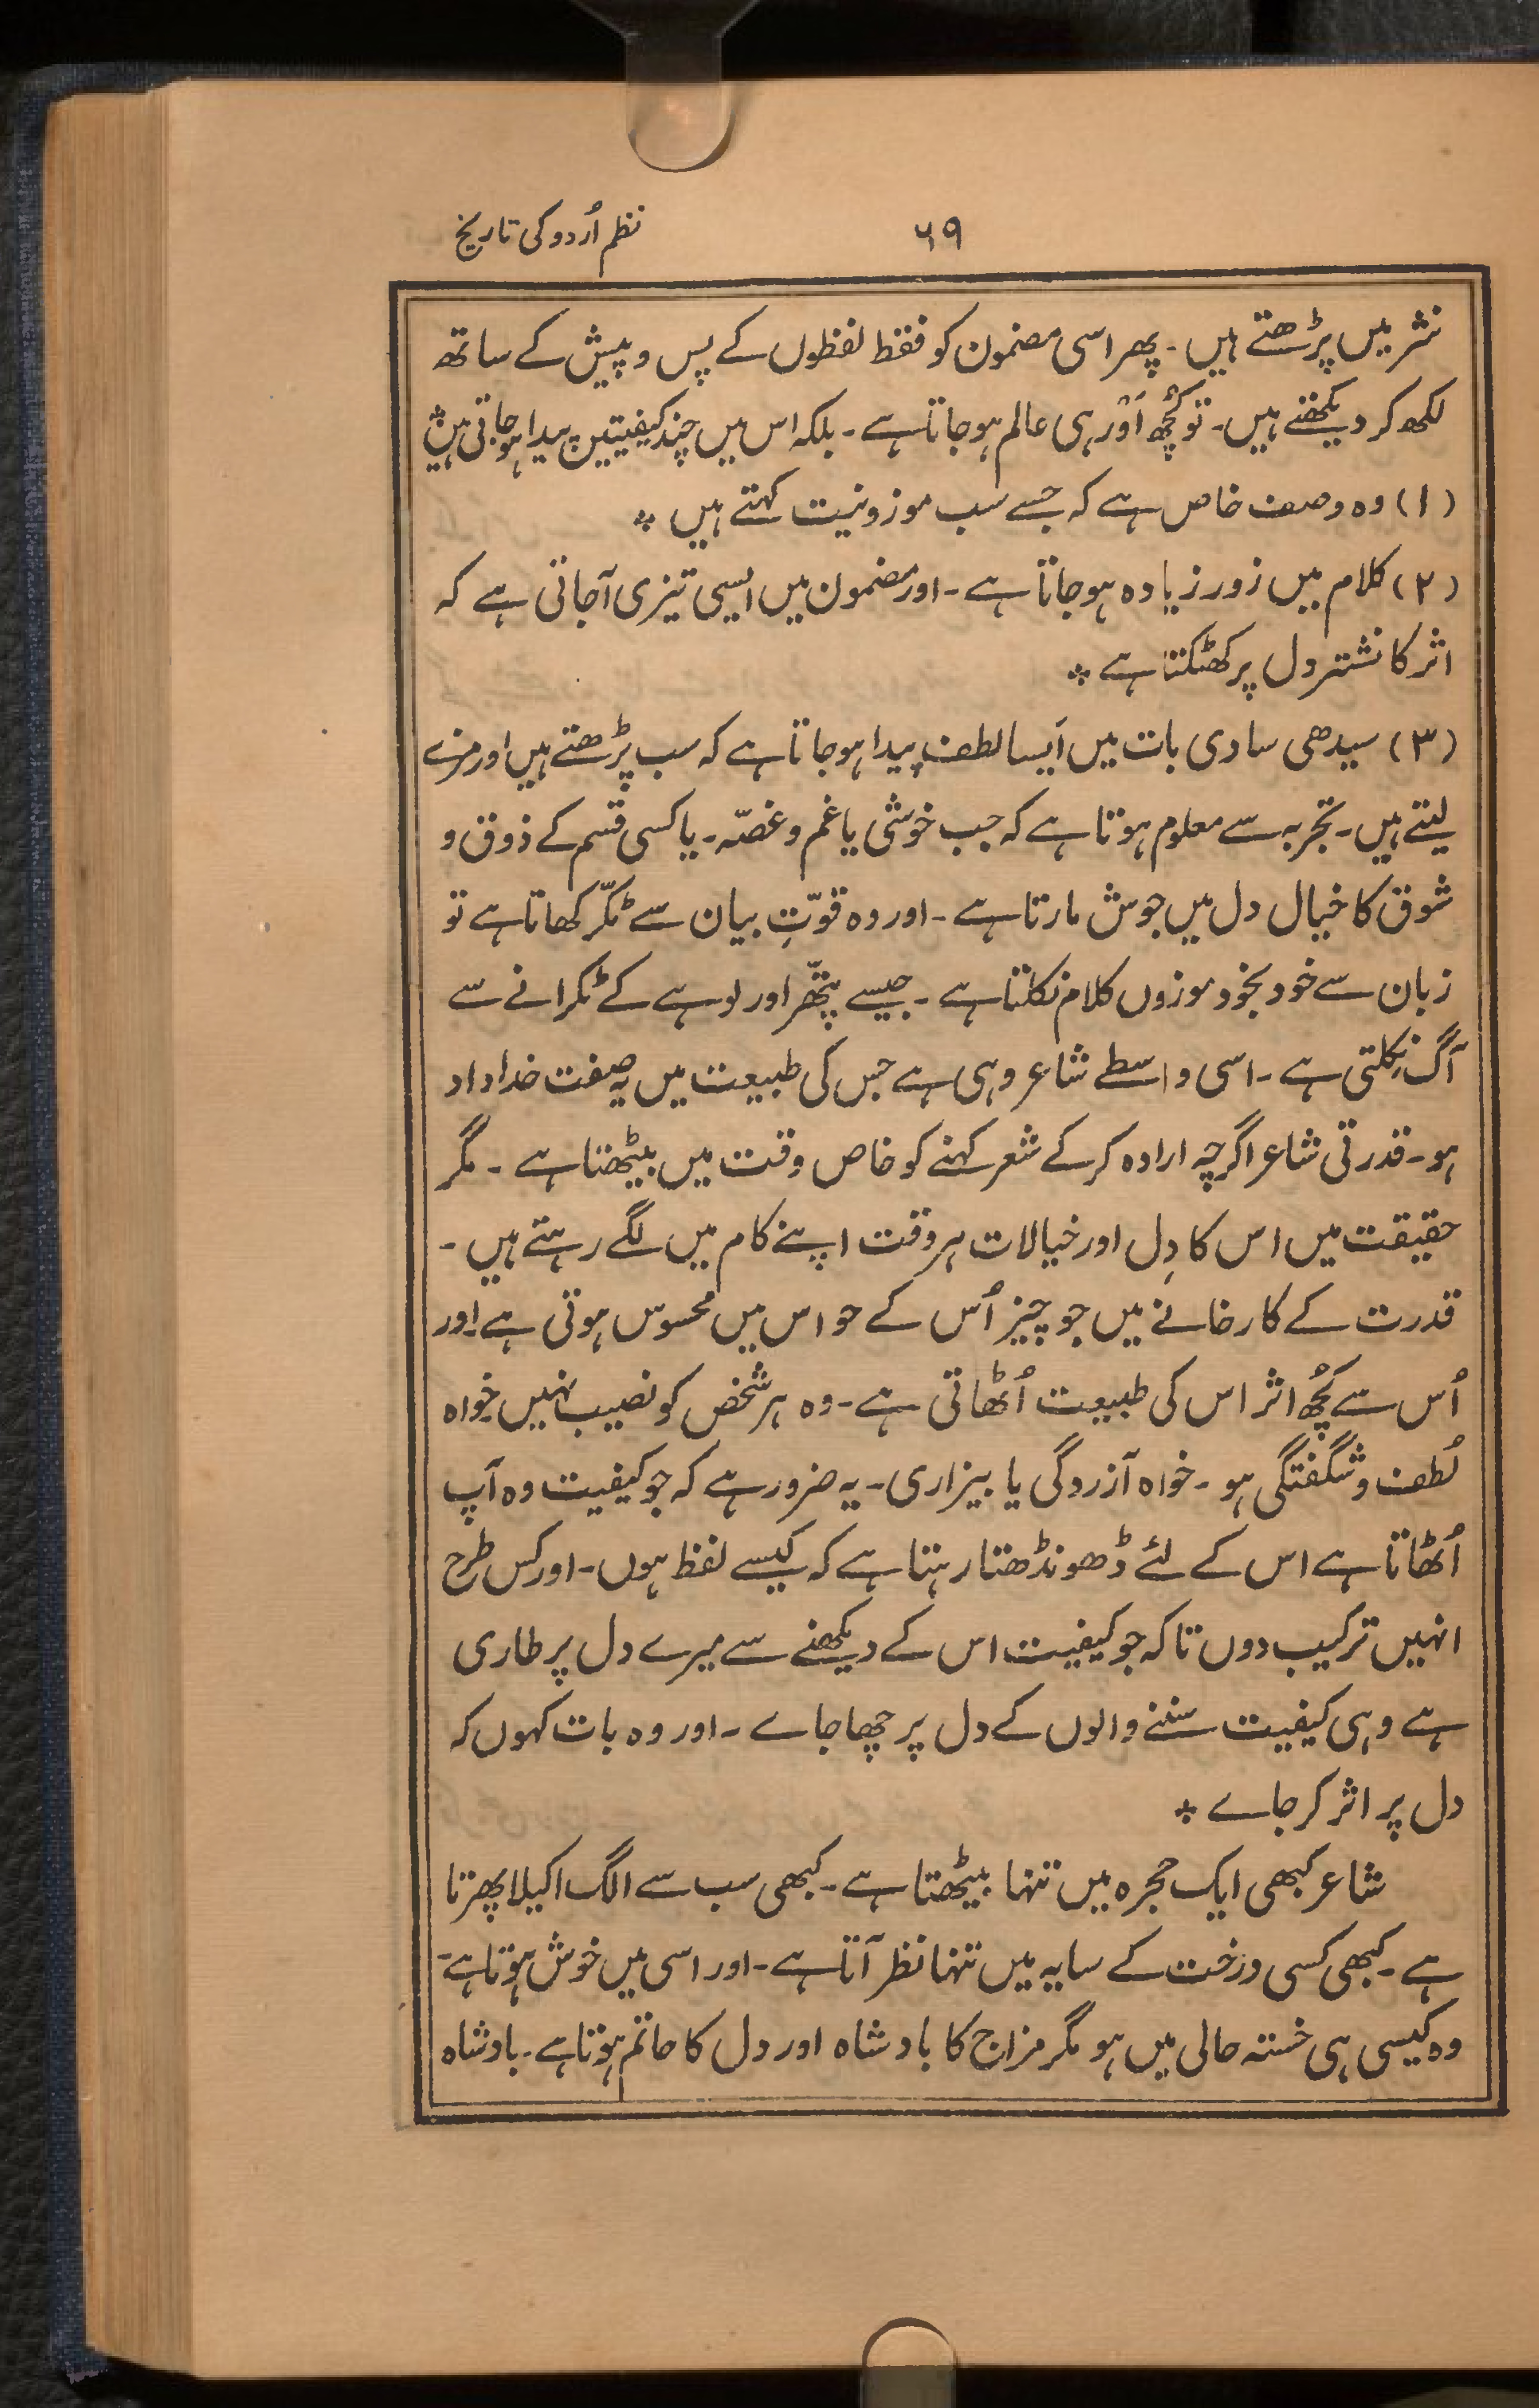 ۶۹ نظم اُردو کی تاریخ
نثر میں پڑھتے ہیں ۔ پھر اسی مضمون کو فقط لفظوں کے پس و پیش کے ساتھ
لکھ کر دیکھتے ہیں ۔ تو کُچھ اَوْر ہی عالم ہو جاتا ہے ۔ بلکہ اس میں چند کیفیتیں پیدا ہو جاتی ہیں *
(۱) وہ وصف خاص ہے کہ جسے سب موزونیت کہتے ہیں *
(۲) کلام میں زور زیادہ ہو جاتا ہے ۔ اور مضمون میں ایسی تیزی آ جاتی ہے کہ
اثر کا نشتر دل پر کھٹکتا ہے *
(۳) سیدھی سادی بات میں اَیسا لطف پیدا ہو جاتا ہے کہ سب پڑھتے ہیں اور مزے
لیتے ہیں ۔ تجربہ سے معلوم ہوتا ہے کہ جب خوشی یا غم و غصّہ ۔ یا کسی قسم کے ذوق و
شوق کا خیال دل میں جوش مارتا ہے ۔ اور وہ قوّتِ بیان سے ٹکّر کھاتا ہے تو
زبان سے خود بخود موزوں کلام نکلتا ہے ۔ جیسے پتھّر اور لوہے کے ٹکرانے سے
آگ نِکلتی ہے ۔ اسی واسطے شاعر وہی ہے جس کی طبیعت میں یہ صفت خداداد
ہو ۔ قدرتی شاعر اگرچہ ارادہ کر کے شعر کہنے کو خاص وقت میں بیٹھتا ہے ۔ مگر
حقیقت میں اس کا دِل اور خیالات ہر وقت اپنے کام میں لگے رہتے ہیں ۔
قدرت کے کارخانے میں جو چیز اُس کے حواس میں محسوس ہوتی ہے اور
اُس سے کُچھ اثر اس کی طبیعت اُٹھاتی ہے ۔ وہ ہر شخص کو نصیب نہیں خواہ
لُطف و شگفتگی ہو ۔ خواہ آزردگی یا بیزاری ۔ یہ ضرور ہے کہ جو کیفیت وہ آپ
اُٹھاتا ہے اس کے لئے ڈھونڈھتا رہتا ہے کہ کیسے لفظ ہوں ۔ اور کس طرح
انہیں ترکیب دوں تاکہ جو کیفیت اس کے دیکھنے سے میرے دل پر طاری
ہے وہی کیفیت سننے والوں کے دل پر چھا جاے ۔ اور وہ بات کہوں کہ
دل پر اثر کر جاے *
شاعر کبھی ایک حجرہ میں تنہا بیٹھتا ہے ۔ کبھی سب سے الگ اکیلا پھرتا
ہے ۔ کبھی کسی درخت کے سایہ میں تنہا نظر آتا ہے ۔ اور اسی میں خوش ہوتا ہے ۔
وہ کیسی ہی خستہ حالی میں ہو مگر مزاج کا بادشاہ اور دل کا حاتم ہوتا ہے ۔ بادشاہ